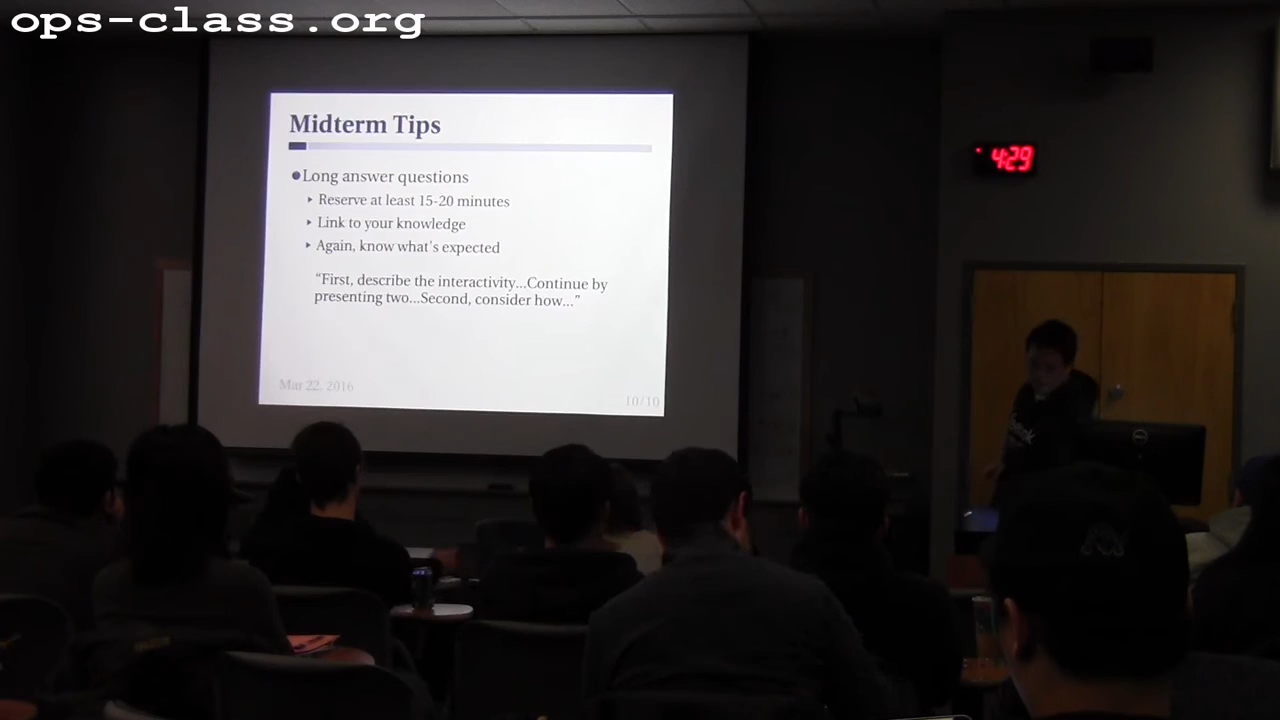 ops-class.org
Midterm Tips
4:29
Long answer questions
Reserve at least 15-20 minutes
Link to your knowledge
Again, know what's expected
“First, describe the interactivity...Continue by
presenting two...Second, consider how...”
Mar 22, 2016
10/10
DELL